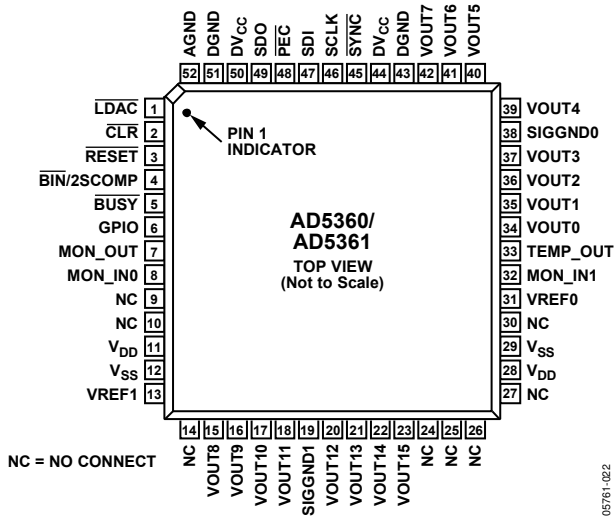 AGND
DGND
DVCC
SDO
PEC
SDI
SCLK
SYNC
DVCC
DGND
VOUT7
VOUT6
VOUT5
52 51 50 49 48 47 46 45 44 43 42 41 40
LDAC 1
CLR 2
RESET 3
BIN/2SCOMP 4
BUSY 5
GPIO 6
MON_OUT 7
MON_IN0 8
NC 9
NC 10
VDD 11
VSS 12
VREF1 13
PIN 1
INDICATOR
AD5360/
AD5361
TOP VIEW
(Not to Scale)
39 VOUT4
38 SIGGND0
37 VOUT3
36 VOUT2
35 VOUT1
34 VOUT0
33 TEMP_OUT
32 MON_IN1
31 VREF0
30 NC
29 VSS
28 VDD
27 NC
14 15 16 17 18 19 20 21 22 23 24 25 26
NC
VOUT8
VOUT9
VOUT10
VOUT11
SIGGND1
VOUT12
VOUT13
VOUT14
VOUT15
NC
NC
NC
NC = NO CONNECT
05761-022